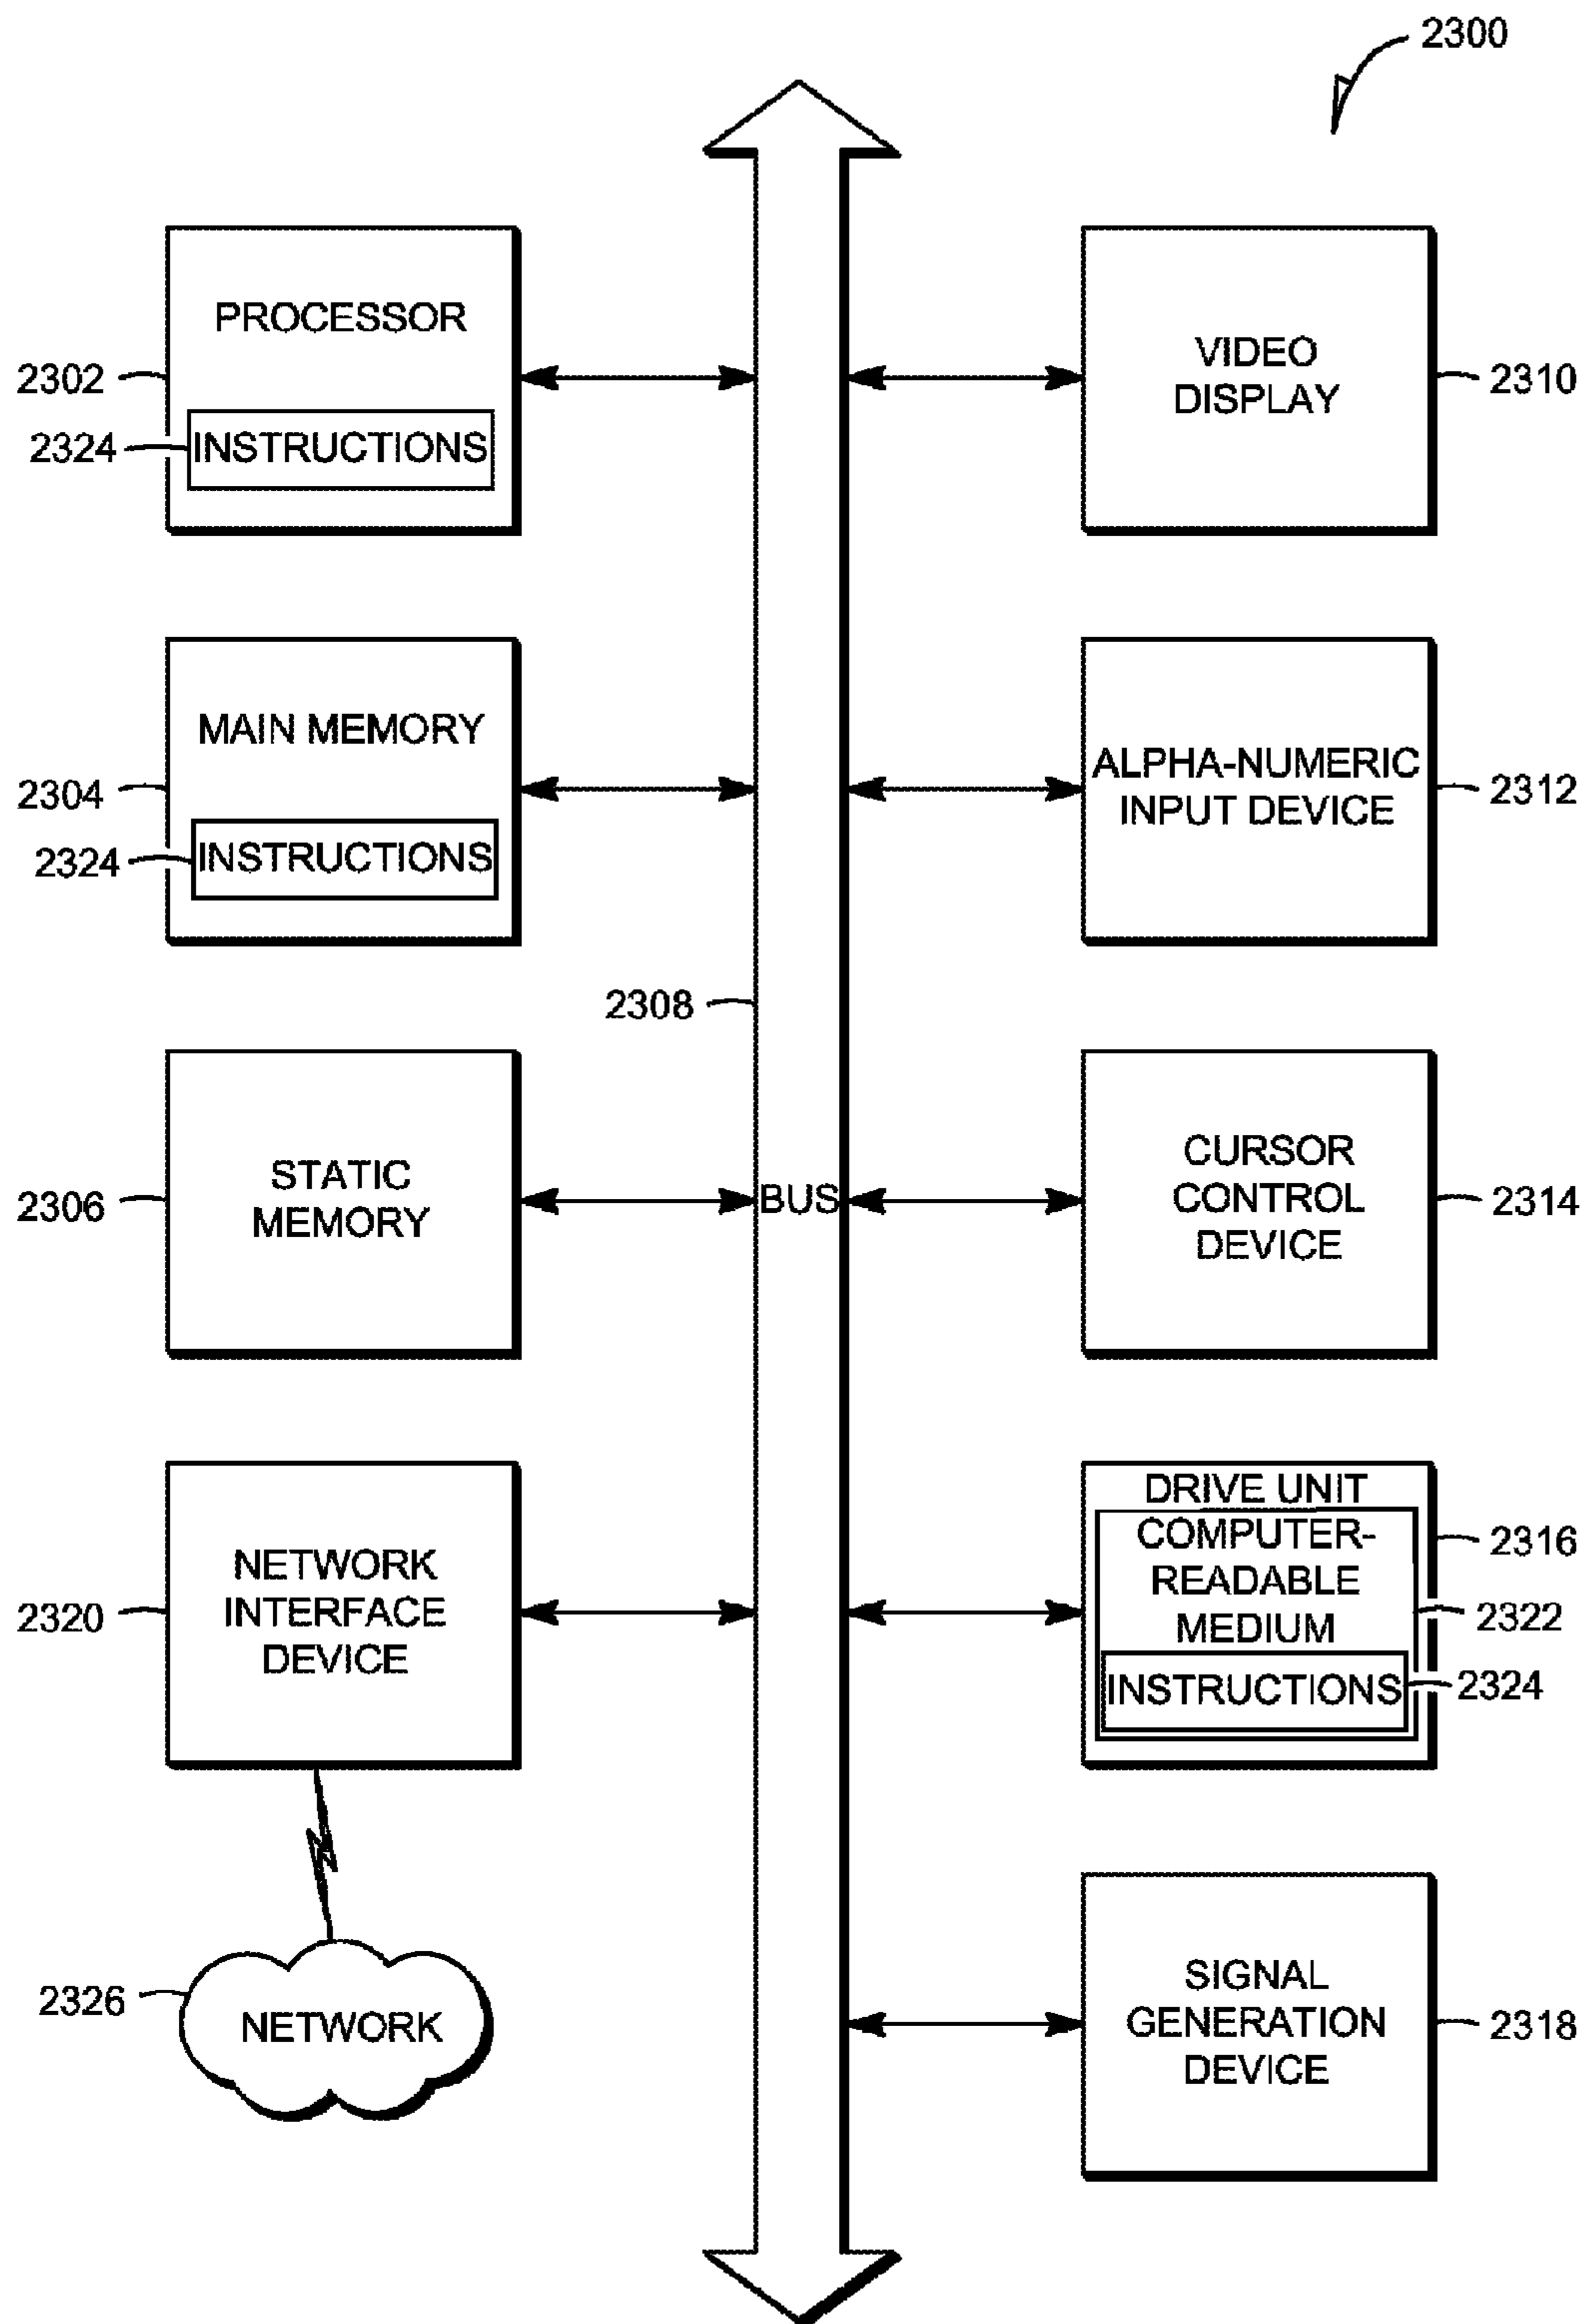 2300
PROCESSOR
2302
2324
INSTRUCTIONS
VIDEO
DISPLAY
2310
MAIN MEMORY
2304
2324
INSTRUCTIONS
ALPHA-NUMERIC
INPUT DEVICE
2312
2308
STATIC
MEMORY
2306
BUS
CURSOR
CONTROL
DEVICE
2314
NETWORK
INTERFACE
DEVICE
2320
DRIVE UNIT
2316
COMPUTER-
READABLE
MEDIUM
2322
INSTRUCTIONS
2324
2326
NETWORK
SIGNAL
GENERATION
DEVICE
2318